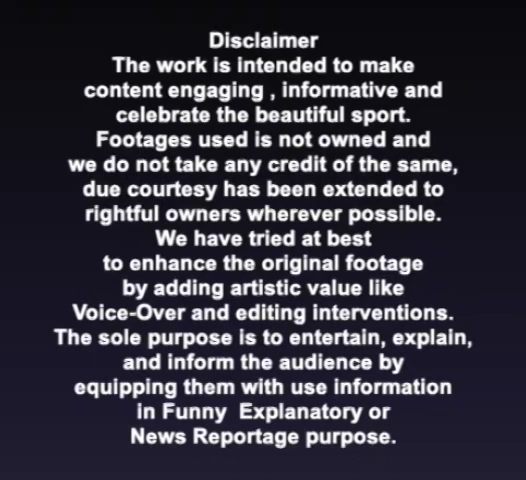 Disclaimer
The work is intended to make
content engaging , informative and
celebrate the beautiful sport.
Footages used is not owned and
we do not take any credit of the same,
due courtesy has been extended to
rightful owners wherever possible.
We have tried at best
to enhance the original footage
by adding artistic value like
Voice-Over and editing interventions.
The sole purpose is to entertain, explain,
and inform the audience by
equipping them with use information
in Funny  Explanatory or
News Reportage purpose.